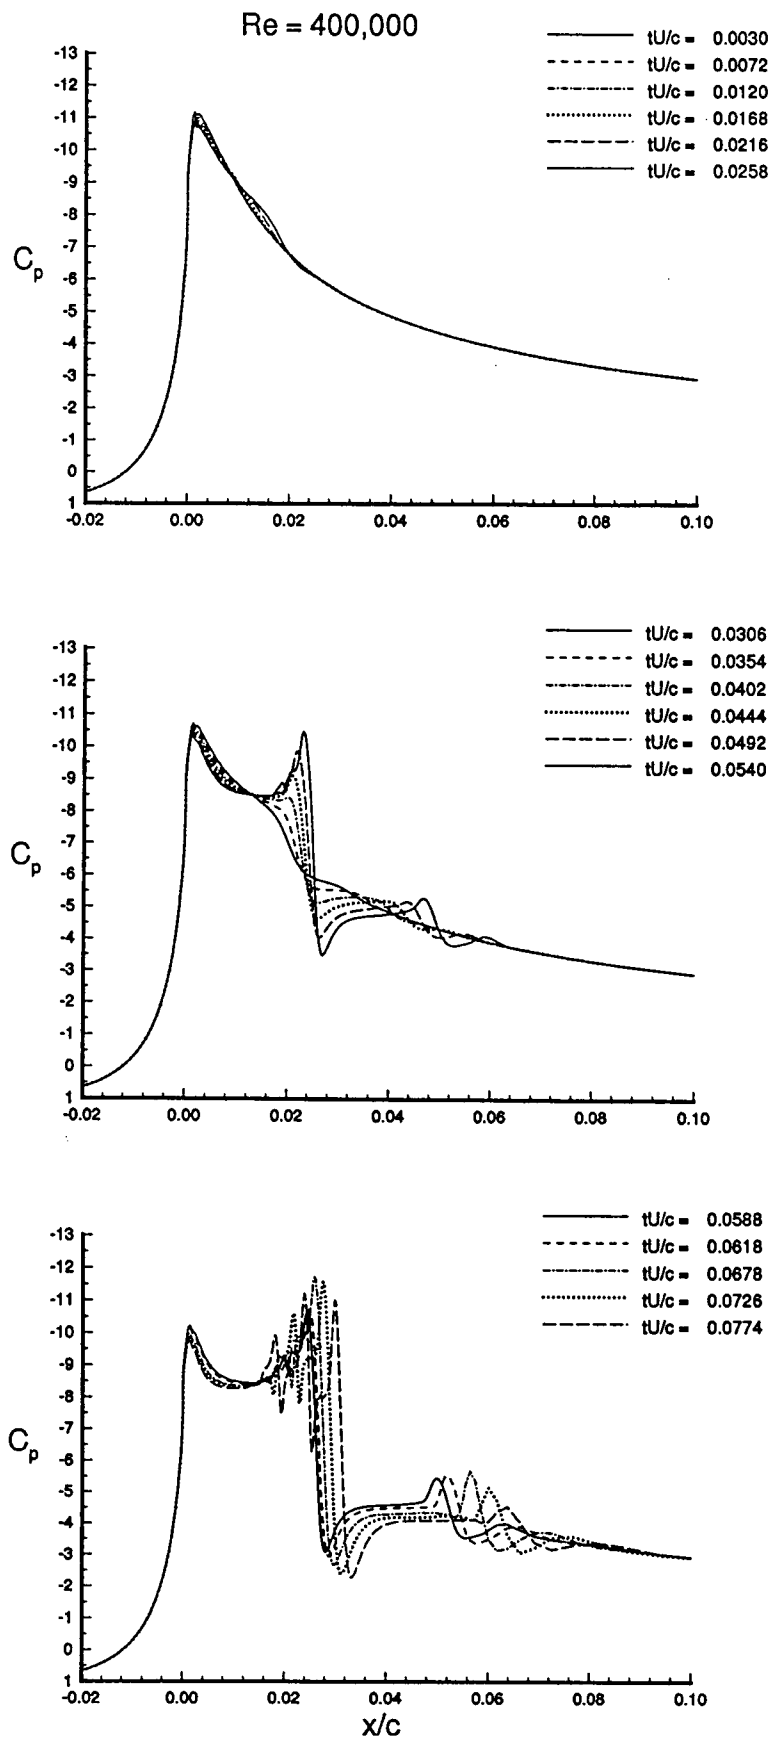 Re = 400,000
tU/c = 0.0030
tU/c = 0.0072
tU/c = 0.0120
tU/c = 0.0168
tU/c = 0.0216
tU/c = 0.0258
-13
-12
-11
-10
-9
-8
-7
-6
-5
-4
-3
-2
-1
0
1
Cp
-0.02 0.00 0.02 0.04 0.06 0.08 0.10
tU/c = 0.0306
tU/c = 0.0354
tU/c = 0.0402
tU/c = 0.0444
tU/c = 0.0492
tU/c = 0.0540
-13
-12
-11
-10
-9
-8
-7
-6
-5
-4
-3
-2
-1
0
1
Cp
-0.02 0.00 0.02 0.04 0.06 0.08 0.10
tU/c = 0.0588
tU/c = 0.0618
tU/c = 0.0678
tU/c = 0.0726
tU/c = 0.0774
-13
-12
-11
-10
-9
-8
-7
-6
-5
-4
-3
-2
-1
0
1
Cp
-0.02 0.00 0.02 0.04 0.06 0.08 0.10
x/c